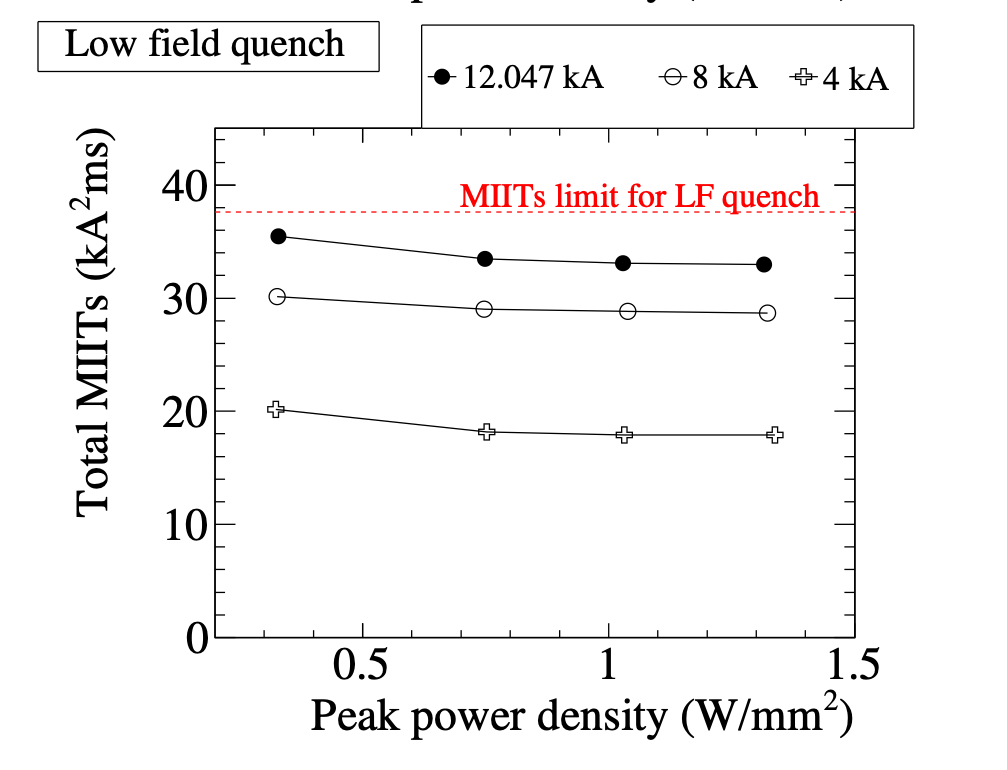 Low field quench
12.047 kA 8 kA 4 kA
MIITs limit for LF quench
Total MIITs (kA²ms)
40
30
20
10
0
0.5 1 1.5
Peak power density (W/mm²)